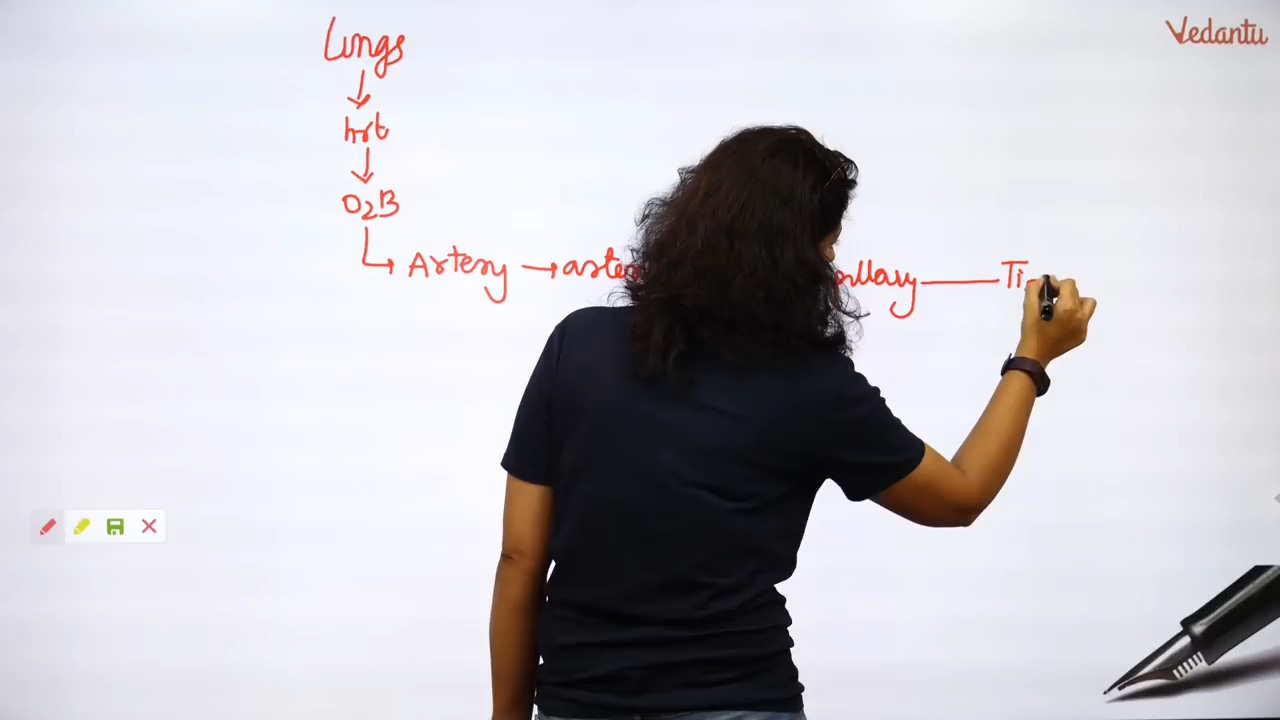 Vedantu
Lungs
↓
hrt
↓
O2B
↳ Artery → arte llary — Ti